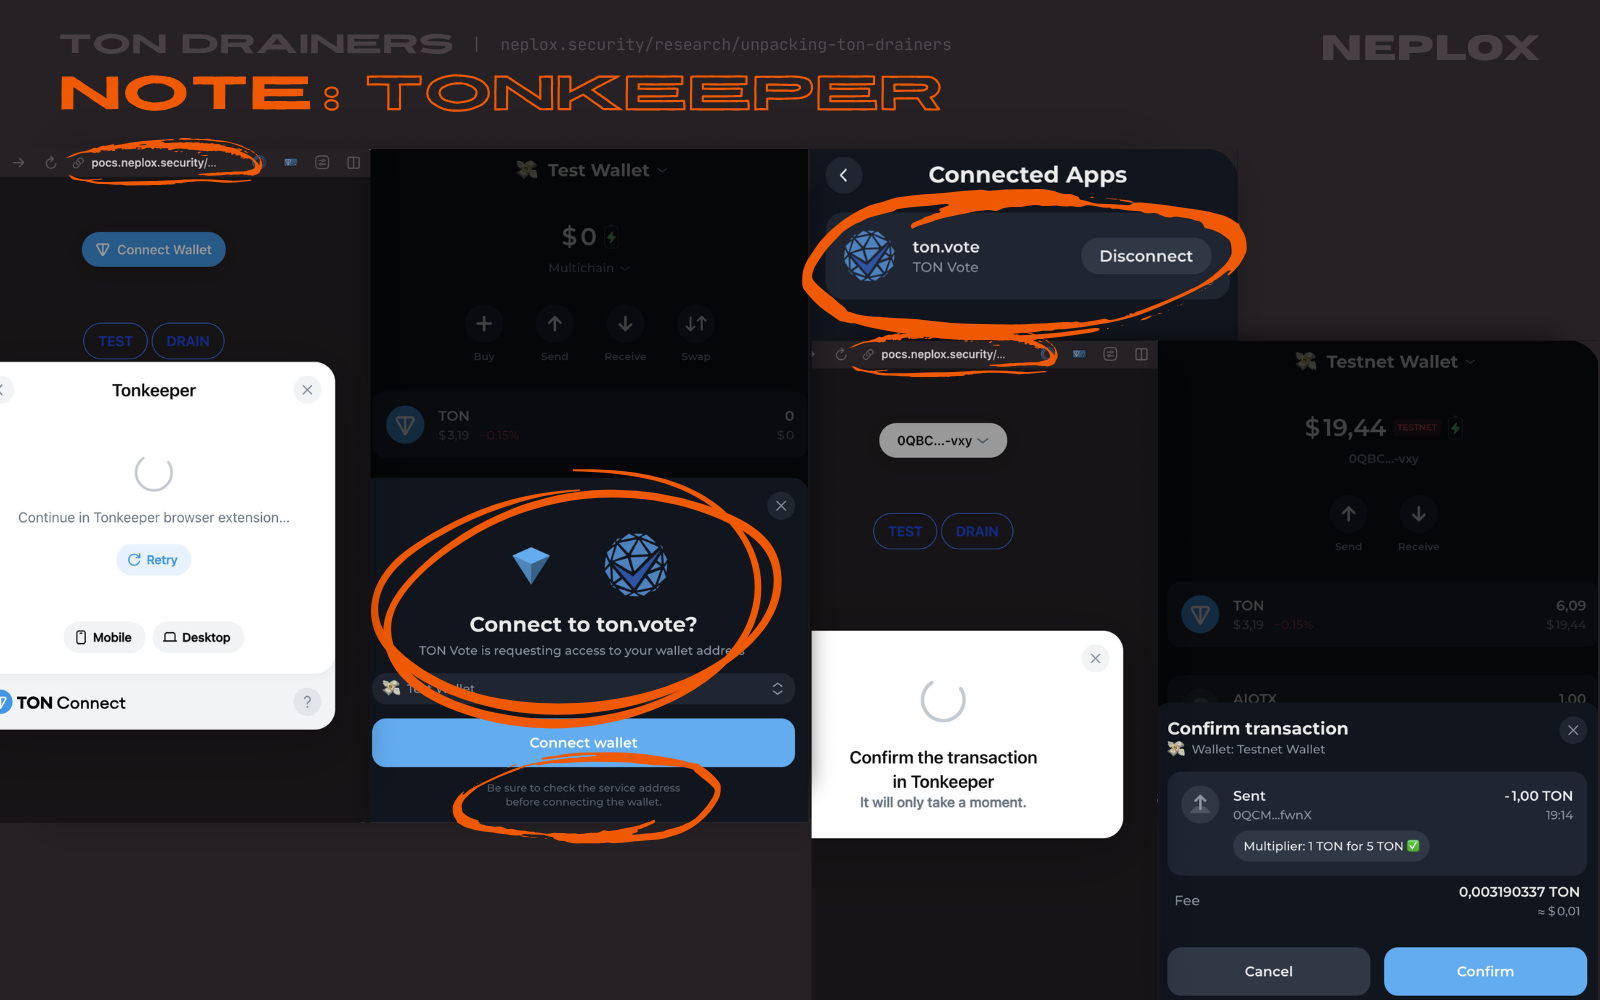 TON DRAINERS | neplox.security/research/unpacking-ton-drainers
NEPLOX
NOTE: TONKEEPER
pocs.neplox.security/...
Connect Wallet
TEST
DRAIN
Tonkeeper
Continue in Tonkeeper browser extension...
Retry
Mobile
Desktop
TON Connect
?
Test Wallet
$0
Multichain
Buy
Send
Receive
Swap
TON
0
$3,19 -0.15%
$0
Connect to ton.vote?
TON Vote is requesting access to your wallet address
Test Wallet
Connect wallet
Be sure to check the service address
before connecting the wallet.
Connected Apps
ton.vote
TON Vote
Disconnect
pocs.neplox.security/...
0QBC...-vxy
TEST
DRAIN
Confirm the transaction
in Tonkeeper
It will only take a moment.
Testnet Wallet
$19,44 TESTNET
0QBC...-vxy
Send
Receive
TON
6,09
$3,19 -0.15%
$19,44
AIOTX
1,00
Confirm transaction
Wallet: Testnet Wallet
Sent
-1,00 TON
0QCM...fwnX
19:14
Multiplier: 1 TON for 5 TON ✅
Fee
0,003190337 TON
≈ $0,01
Cancel
Confirm